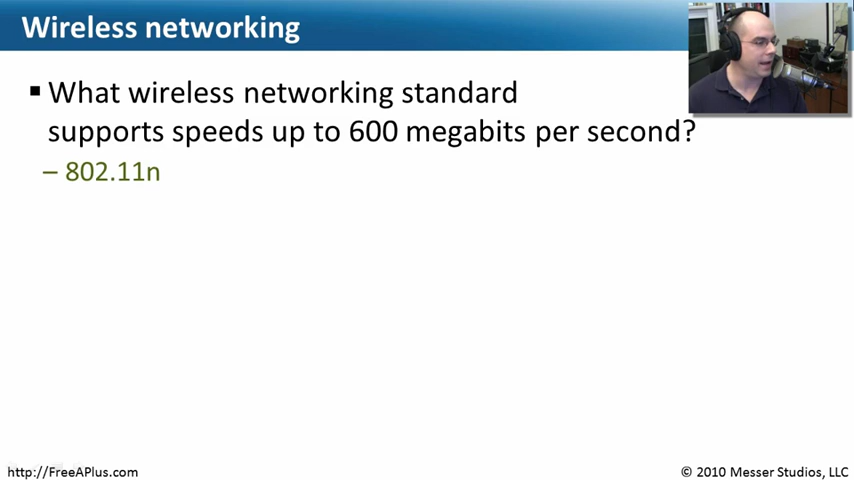 Wireless networking
▪ What wireless networking standard
supports speeds up to 600 megabits per second?
– 802.11n
http://FreeAPlus.com
© 2010 Messer Studios, LLC